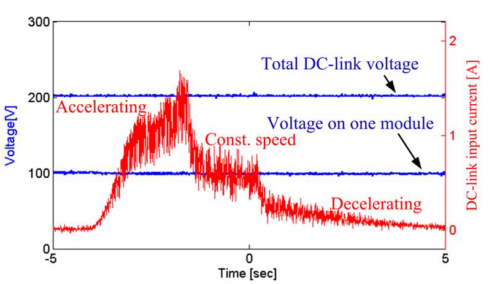 300
200
100
0
Voltage[V]
Total DC-link voltage
Accelerating
Voltage on one module
Const. speed
Decelerating
2
1
0
DC-link input current [A]
-5
0
5
Time [sec]